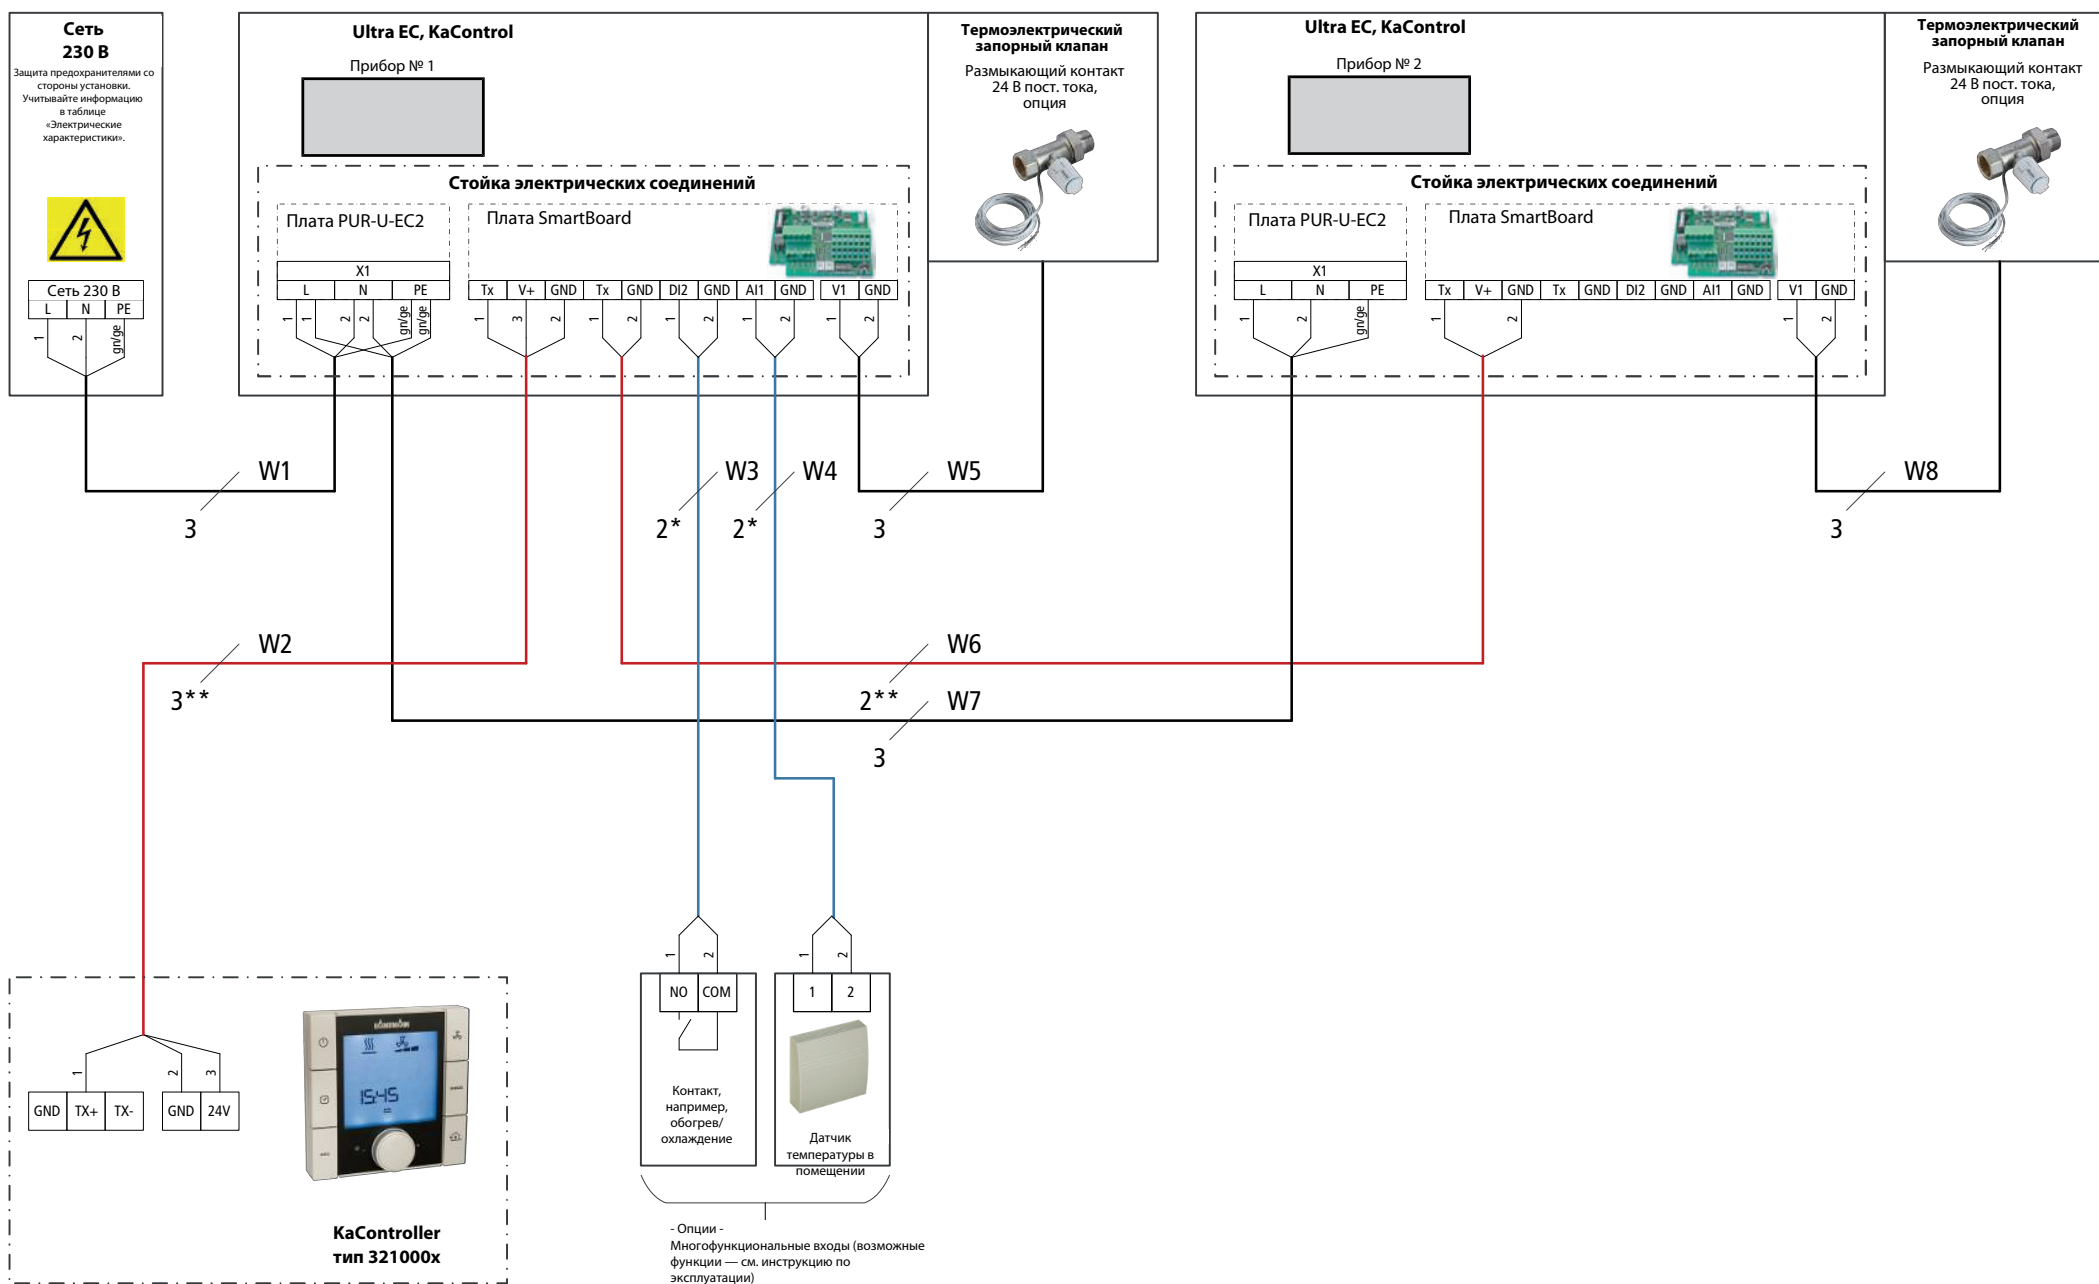 Сеть
230 В
Защита предохранителями со
стороны установки.
Учитывайте информацию
в таблице
«Электрические
характеристики».
Сеть 230 В
L N PE
1 2 gn/ge
Ultra EC, KaControl
Прибор № 1
Стойка электрических соединений
Плата PUR-U-EC2
X1
L N PE
1 1 2 2 gn/ge gn/ge
Плата SmartBoard
Tx V+ GND Tx GND DI2 GND AI1 GND V1 GND
1 3 2 1 2 1 2 1 2 1 2
Термоэлектрический
запорный клапан
Размыкающий контакт
24 В пост. тока,
опция
Ultra EC, KaControl
Прибор № 2
Стойка электрических соединений
Плата PUR-U-EC2
X1
L N PE
1 2 gn/ge
Плата SmartBoard
Tx V+ GND Tx GND DI2 GND AI1 GND V1 GND
1 2 1 2
Термоэлектрический
запорный клапан
Размыкающий контакт
24 В пост. тока,
опция
W1
3
W3
2*
W4
2*
W5
3
W8
3
W2
3**
W6
2**
W7
3
1 2 3
GND TX+ TX- GND 24V
15:45
KaController
тип 321000x
1 2
NO COM
Контакт,
например,
обогрев/
охлаждение
1 2
1 2
Датчик
температуры в
помещении
- Опции -
Многофункциональные входы (возможные
функции — см. инструкцию по
эксплуатации)